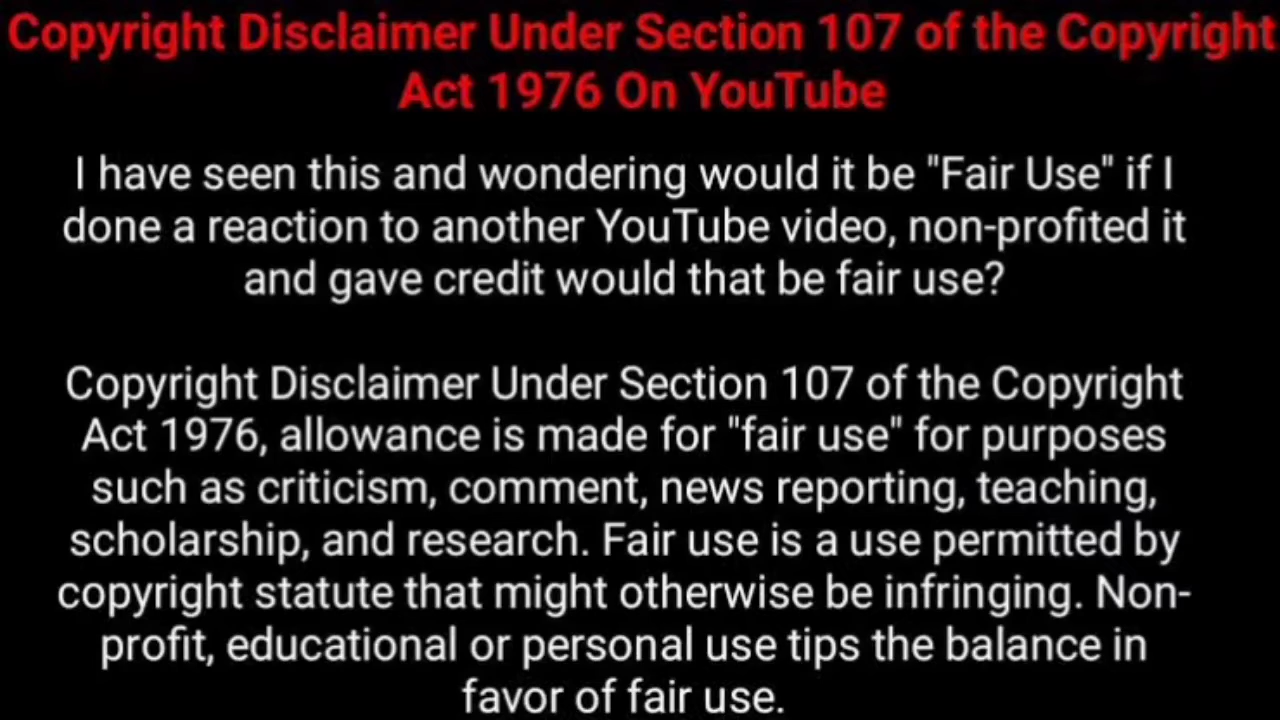 Copyright Disclaimer Under Section 107 of the Copyright
Act 1976 On YouTube
I have seen this and wondering would it be "Fair Use" if I
done a reaction to another YouTube video, non-profited it
and gave credit would that be fair use?
Copyright Disclaimer Under Section 107 of the Copyright
Act 1976, allowance is made for "fair use" for purposes
such as criticism, comment, news reporting, teaching,
scholarship, and research. Fair use is a use permitted by
copyright statute that might otherwise be infringing. Non-
profit, educational or personal use tips the balance in
favor of fair use.